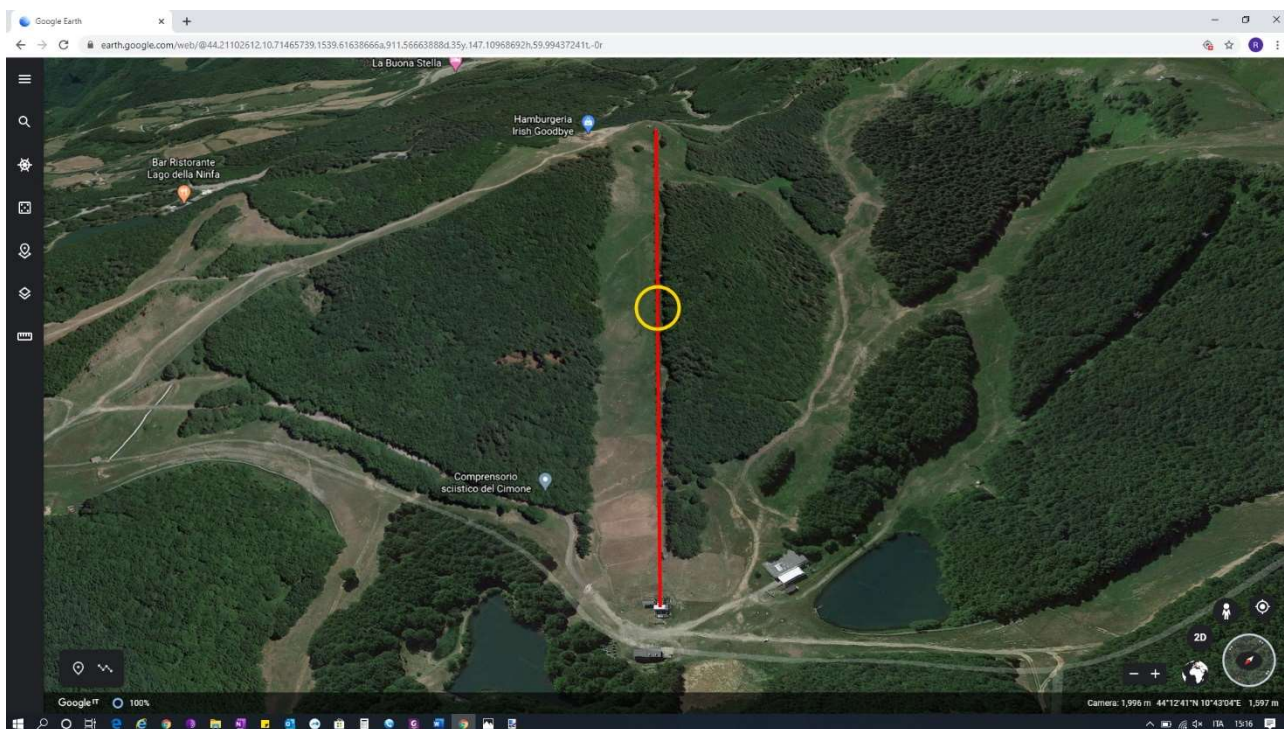 Google Earth
earth.google.com/web/@44.21102612,10.71465739,1539.61638666a,911.56663888d,35y,147.10968692h,59.99437241t,-0r
R
La Buona Stella
Hamburgeria
Irish Goodbye
Bar Ristorante
Lago della Ninfa
Comprensorio
sciistico del Cimone
2D
Google IT
100%
Camera: 1,996 m 44°12'41"N 10°43'04"E 1,597 m
ITA
15:16